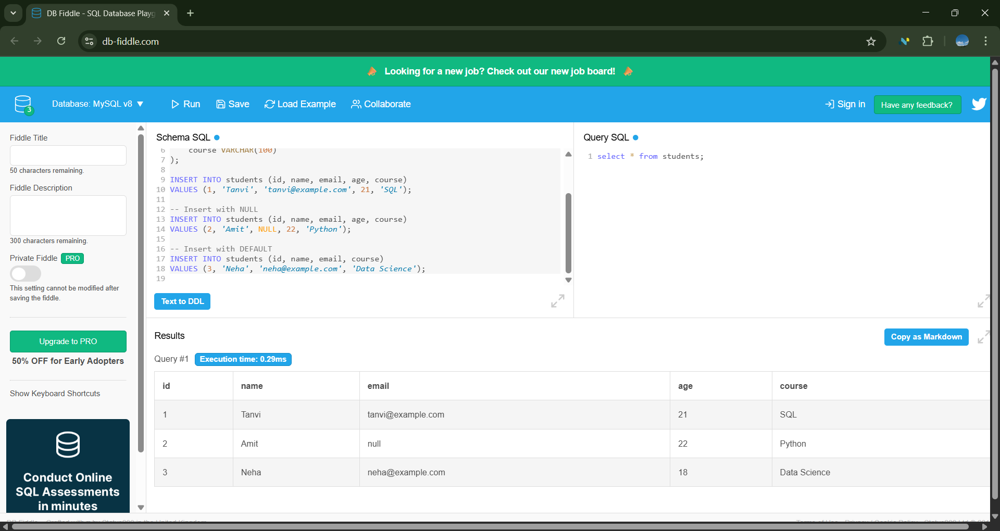 DB Fiddle - SQL Database Playg
db-fiddle.com
Looking for a new job? Check out our new job board!
3
Database: MySQL v8 ▼
Run
Save
Load Example
Collaborate
Sign in
Have any feedback?
Fiddle Title
50 characters remaining.
Fiddle Description
300 characters remaining.
Private Fiddle PRO
This setting cannot be modified after
saving the fiddle.
Upgrade to PRO
50% OFF for Early Adopters
Show Keyboard Shortcuts
Conduct Online
SQL Assessments
in minutes
Schema SQL
6 course VARCHAR(100)
7 );
8
9 INSERT INTO students (id, name, email, age, course)
10 VALUES (1, 'Tanvi', 'tanvi@example.com', 21, 'SQL');
11
12 -- Insert with NULL
13 INSERT INTO students (id, name, email, age, course)
14 VALUES (2, 'Amit', NULL, 22, 'Python');
15
16 -- Insert with DEFAULT
17 INSERT INTO students (id, name, email, course)
18 VALUES (3, 'Neha', 'neha@example.com', 'Data Science');
19
Text to DDL
Query SQL
1 select * from students;
Results
Copy as Markdown
Query #1 Execution time: 0.29ms
id name email age course
1 Tanvi tanvi@example.com 21 SQL
2 Amit null 22 Python
3 Neha neha@example.com 18 Data Science